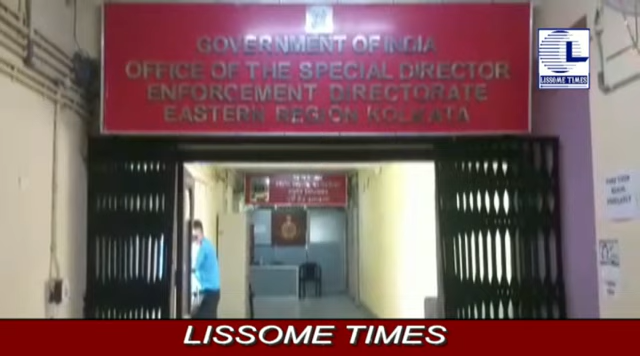 GOVERNMENT OF INDIA
OFFICE OF THE SPECIAL DIRECTOR
ENFORCEMENT DIRECTORATE
EASTERN REGION KOLKATA
L
LISSOME TIMES
LISSOME TIMES